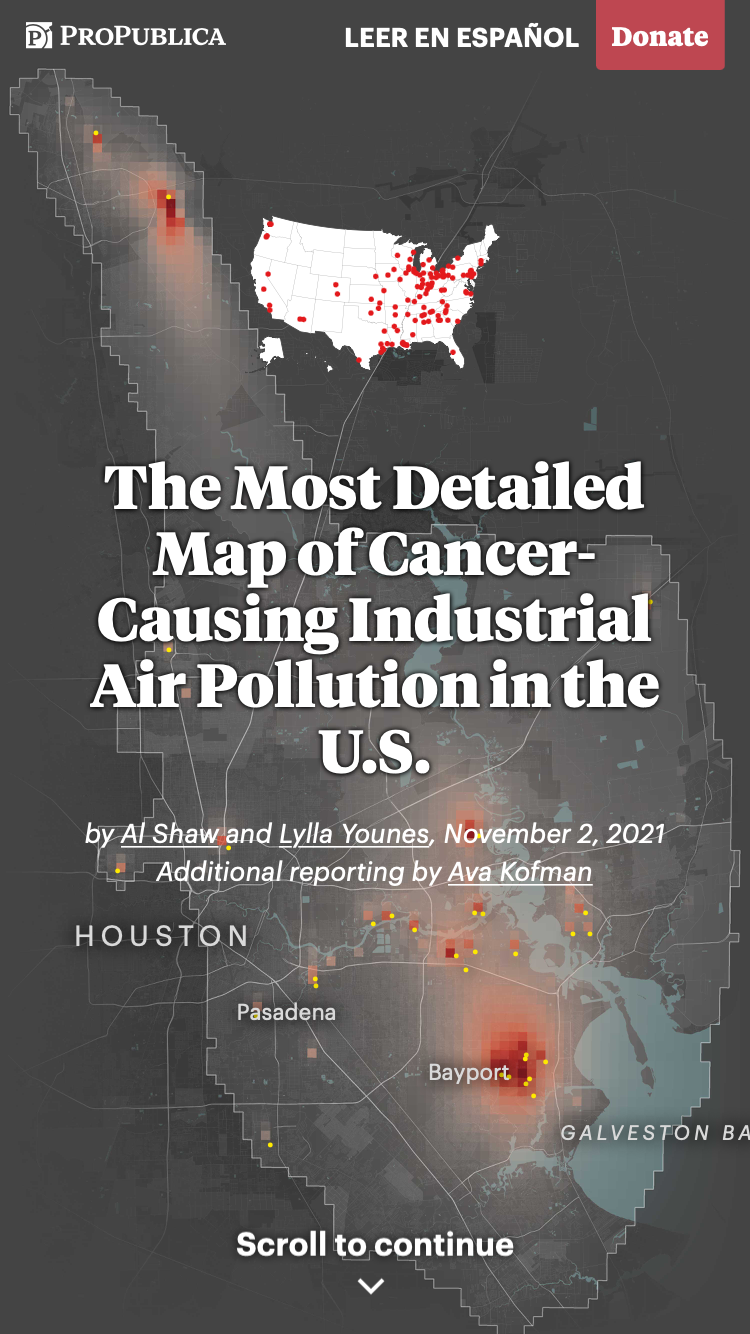 PROPUBLICA
LEER EN ESPAÑOL
Donate
The Most Detailed
Map of Cancer-
Causing Industrial
Air Pollution in the
U.S.
by Al Shaw and Lylla Younes, November 2, 2021
Additional reporting by Ava Kofman
HOUSTON
Pasadena
Bayport
GALVESTON BA
Scroll to continue